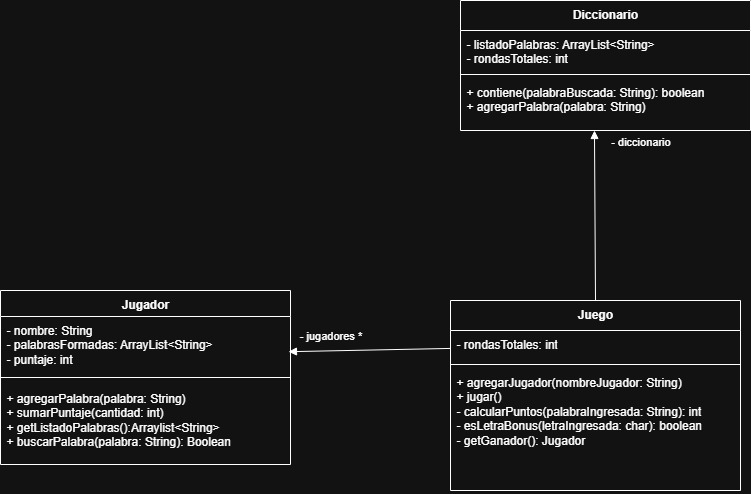 Diccionario
- listadoPalabras: ArrayList<String>
- rondasTotales: int
+ contiene(palabraBuscada: String): boolean
+ agregarPalabra(palabra: String)
- diccionario
Jugador
- nombre: String
- palabrasFormadas: ArrayList<String>
- puntaje: int
+ agregarPalabra(palabra: String)
+ sumarPuntaje(cantidad: int)
+ getListadoPalabras():Arraylist<String>
+ buscarPalabra(palabra: String): Boolean
- jugadores *
Juego
- rondasTotales: int
+ agregarJugador(nombreJugador: String)
+ jugar()
- calcularPuntos(palabraIngresada: String): int
- esLetraBonus(letraIngresada: char): boolean
- getGanador(): Jugador